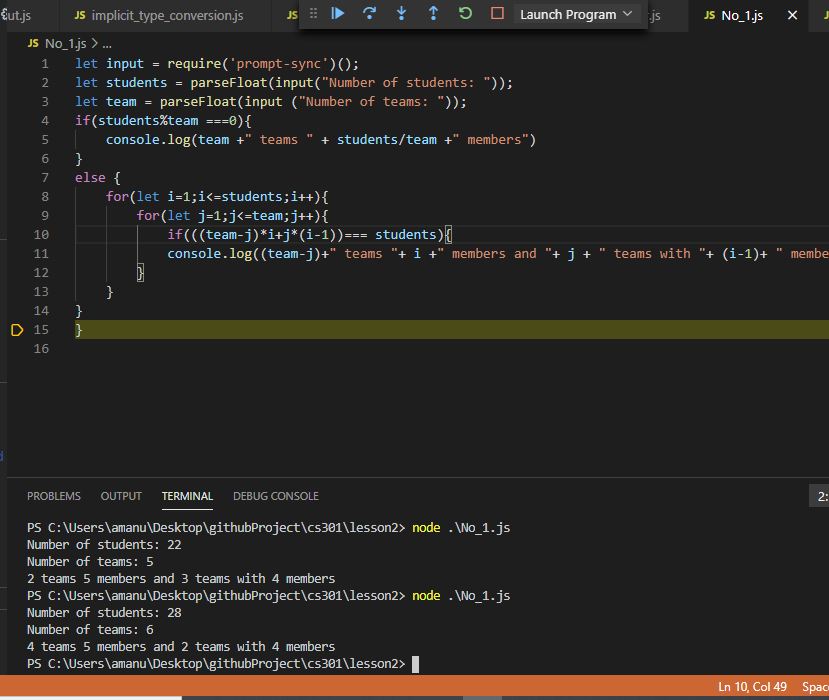 ut.js JS implicit_type_conversion.js JS Launch Program .js JS No_1.js
JS No_1.js > ...
1 let input = require('prompt-sync')();
2 let students = parseFloat(input("Number of students: "));
3 let team = parseFloat(input ("Number of teams: "));
4 if(students%team ===0){
5 console.log(team +" teams " + students/team +" members")
6 }
7 else {
8 for(let i=1;i<=students;i++){
9 for(let j=1;j<=team;j++){
10 if(((team-j)*i+j*(i-1))=== students){
11 console.log((team-j)+" teams "+ i +" members and "+ j + " teams with "+ (i-1)+ " membe
12 }
13 }
14 }
15 }
16
PROBLEMS OUTPUT TERMINAL DEBUG CONSOLE 2:
PS C:\Users\amanu\Desktop\githubProject\cs301\lesson2> node .\No_1.js
Number of students: 22
Number of teams: 5
2 teams 5 members and 3 teams with 4 members
PS C:\Users\amanu\Desktop\githubProject\cs301\lesson2> node .\No_1.js
Number of students: 28
Number of teams: 6
4 teams 5 members and 2 teams with 4 members
PS C:\Users\amanu\Desktop\githubProject\cs301\lesson2>
Ln 10, Col 49 Spac